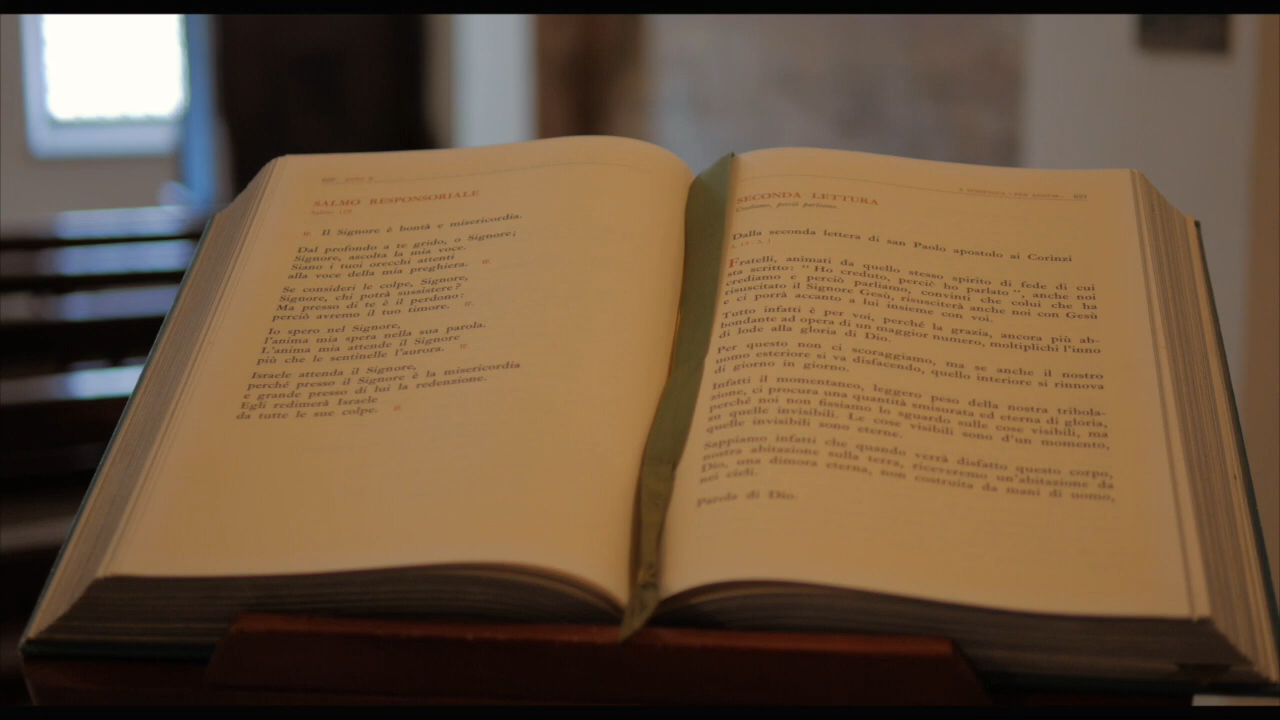 SALMO RESPONSORIALE
Salmo 129
Il Signore è bontà e misericordia.
Dal profondo a te grido, o Signore;
Signore, ascolta la mia voce.
Siano i tuoi orecchi attenti
alla voce della mia preghiera.
Se consideri le colpe, Signore,
Signore, chi potrà sussistere?
Ma presso di te è il perdono:
perciò avremo il tuo timore.
Io spero nel Signore,
l'anima mia spera nella sua parola.
L'anima mia attende il Signore
più che le sentinelle l'aurora.
Israele attenda il Signore,
perché presso il Signore è la misericordia
e grande presso di lui la redenzione.
Egli redimerà Israele
da tutte le sue colpe.
SECONDA LETTURA
Crediamo, perciò parliamo.
Dalla seconda lettera di san Paolo apostolo ai Corinzi
Fratelli, animati da quello stesso spirito di fede di cui
sta scritto: “Ho creduto, perciò ho parlato”, anche noi
crediamo e perciò parliamo, convinti che colui che ha
risuscitato il Signore Gesù, risusciterà anche noi con Gesù
e ci porrà accanto a lui insieme con voi.
Tutto infatti è per voi, perché la grazia, ancora più ab-
bondante ad opera di un maggior numero, moltiplichi l'inno
di lode alla gloria di Dio.
Per questo non ci scoraggiamo, ma se anche il nostro
uomo esteriore si va disfacendo, quello interiore si rinnova
di giorno in giorno.
Infatti il momentaneo, leggero peso della nostra tribola-
zione, ci procura una quantità smisurata ed eterna di gloria,
perché noi non fissiamo lo sguardo sulle cose visibili, ma
su quelle invisibili. Le cose visibili sono d'un momento,
quelle invisibili sono eterne.
Sappiamo infatti che quando verrà disfatto questo corpo,
nostra abitazione sulla terra, riceveremo un'abitazione da
Dio, una dimora eterna, non costruita da mani di uomo,
nei cieli.
Parola di Dio.